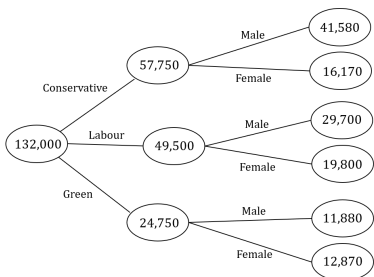 Male
41,580
57,750
Conservative
Female
16,170
Male
29,700
132,000
Labour
49,500
Female
19,800
Green
24,750
Male
11,880
Female
12,870